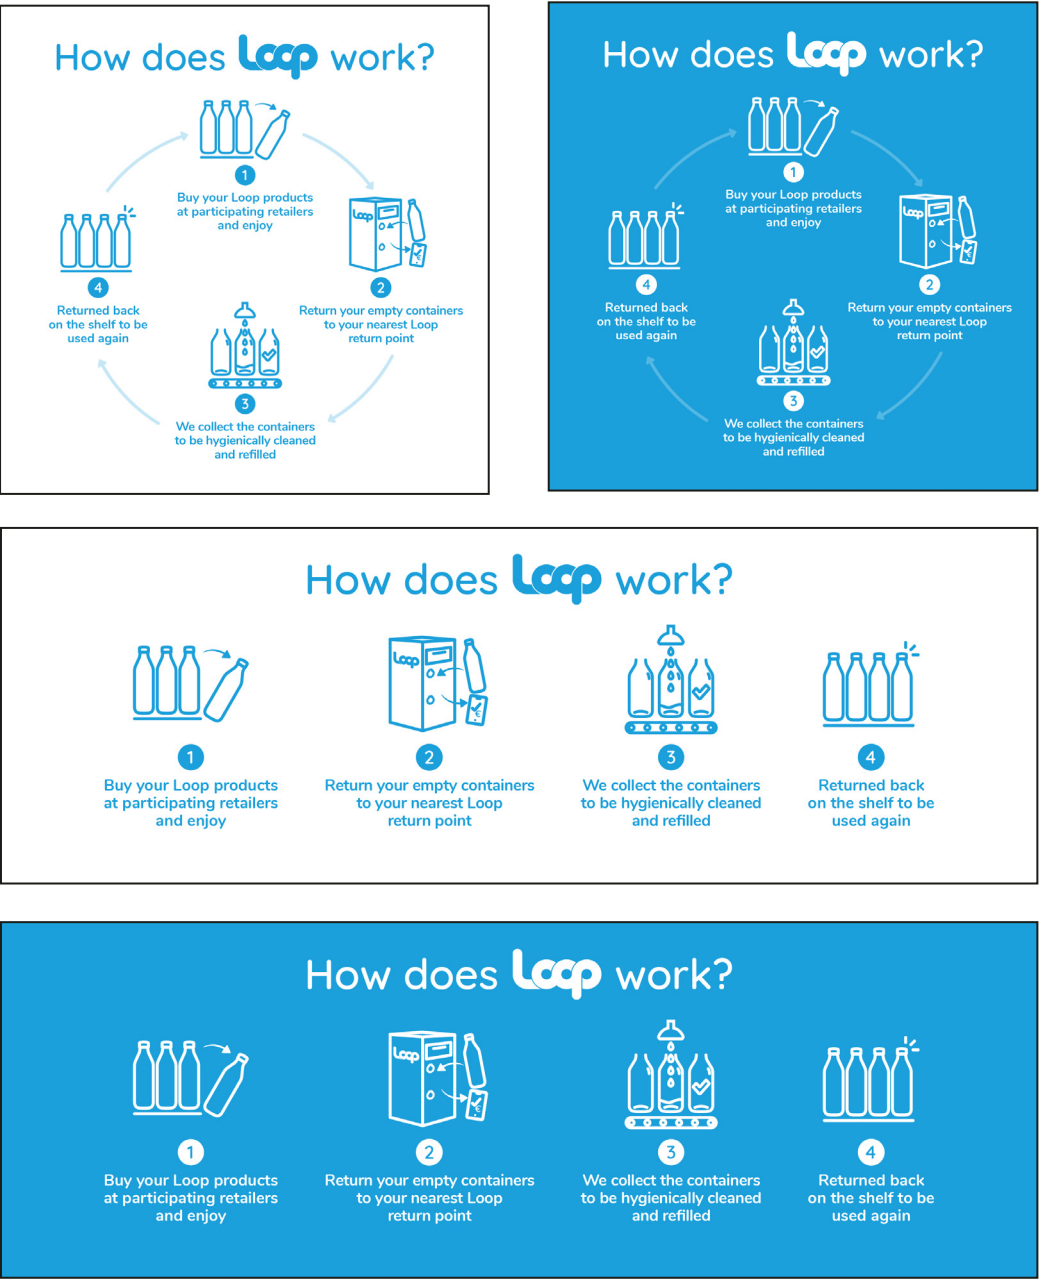 How does Loop work?
1
Buy your Loop products
at participating retailers
and enjoy
Loop
2
Return your empty containers
to your nearest Loop
return point
3
We collect the containers
to be hygienically cleaned
and refilled
4
Returned back
on the shelf to be
used again
How does Loop work?
1
Buy your Loop products
at participating retailers
and enjoy
Loop
2
Return your empty containers
to your nearest Loop
return point
3
We collect the containers
to be hygienically cleaned
and refilled
4
Returned back
on the shelf to be
used again
How does Loop work?
Loop
€
1
2
3
4
Buy your Loop products
at participating retailers
and enjoy
Return your empty containers
to your nearest Loop
return point
We collect the containers
to be hygienically cleaned
and refilled
Returned back
on the shelf to be
used again
How does Loop work?
Loop
€
1
2
3
4
Buy your Loop products
at participating retailers
and enjoy
Return your empty containers
to your nearest Loop
return point
We collect the containers
to be hygienically cleaned
and refilled
Returned back
on the shelf to be
used again